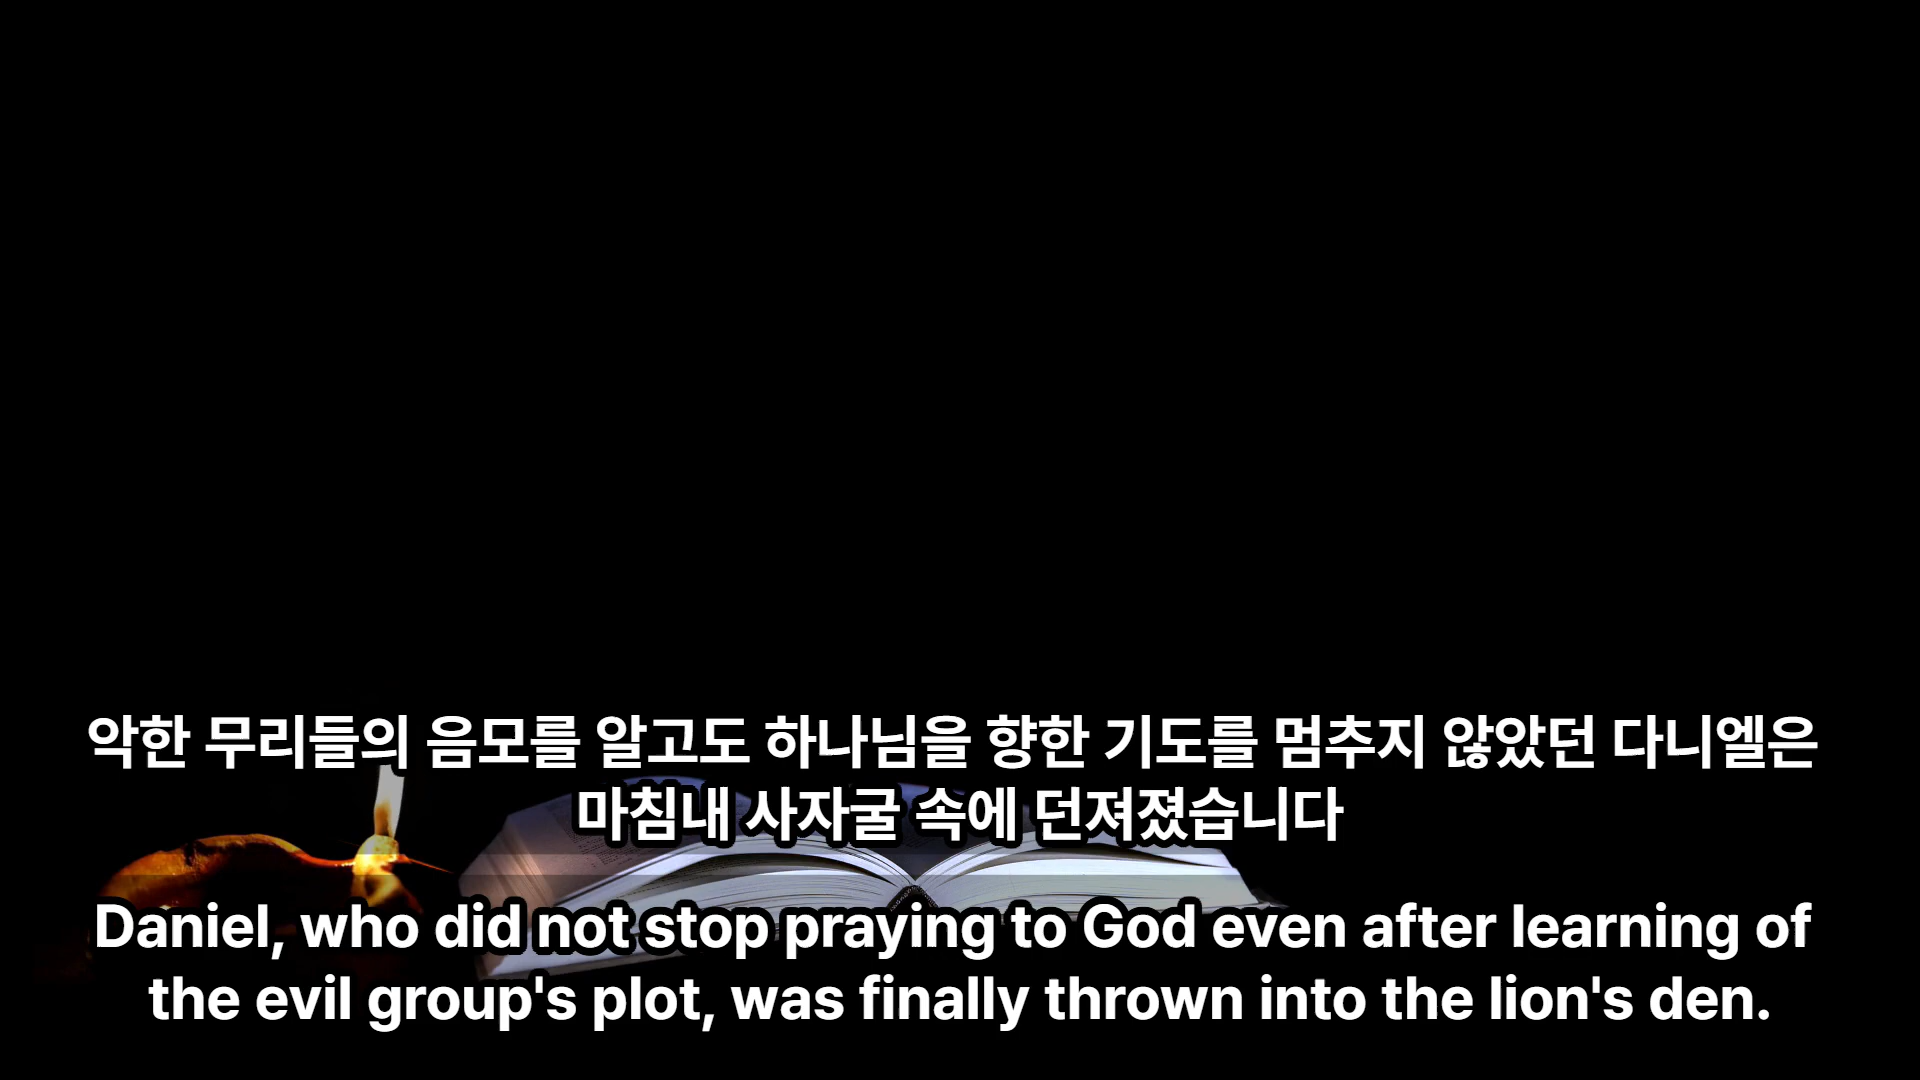 악한 무리들의 음모를 알고도 하나님을 향한 기도를 멈추지 않았던 다니엘은
마침내 사자굴 속에 던져졌습니다
Daniel, who did not stop praying to God even after learning of
the evil group's plot, was finally thrown into the lion's den.